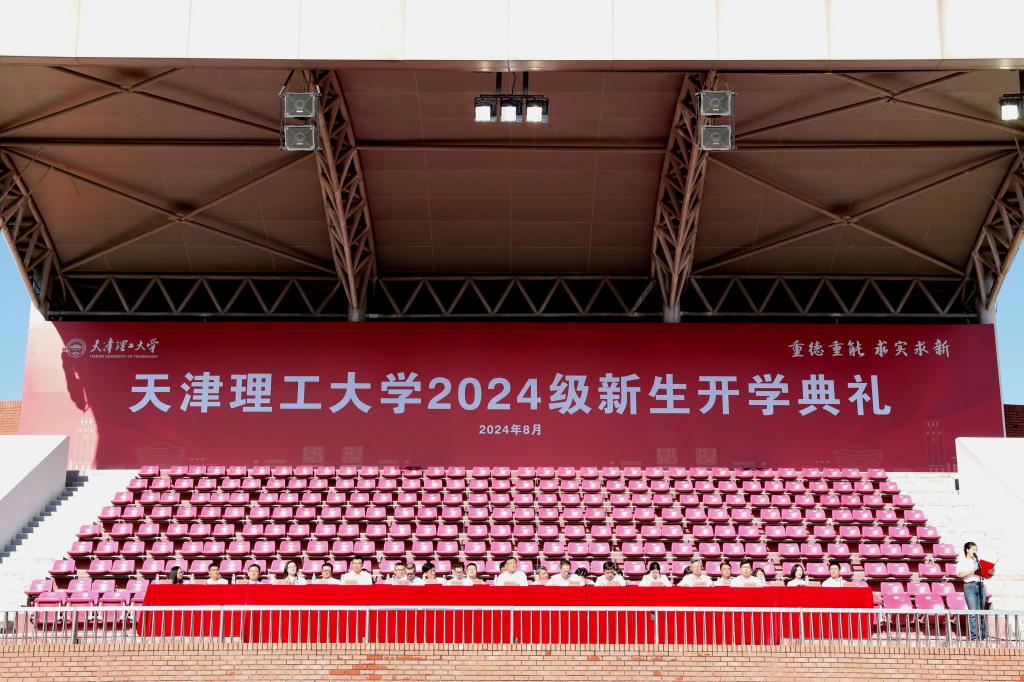 天津理工大学
TIANJIN UNIVERSITY OF TECHNOLOGY
重德重能 求实求新
天津理工大学2024级新生开学典礼
2024年8月